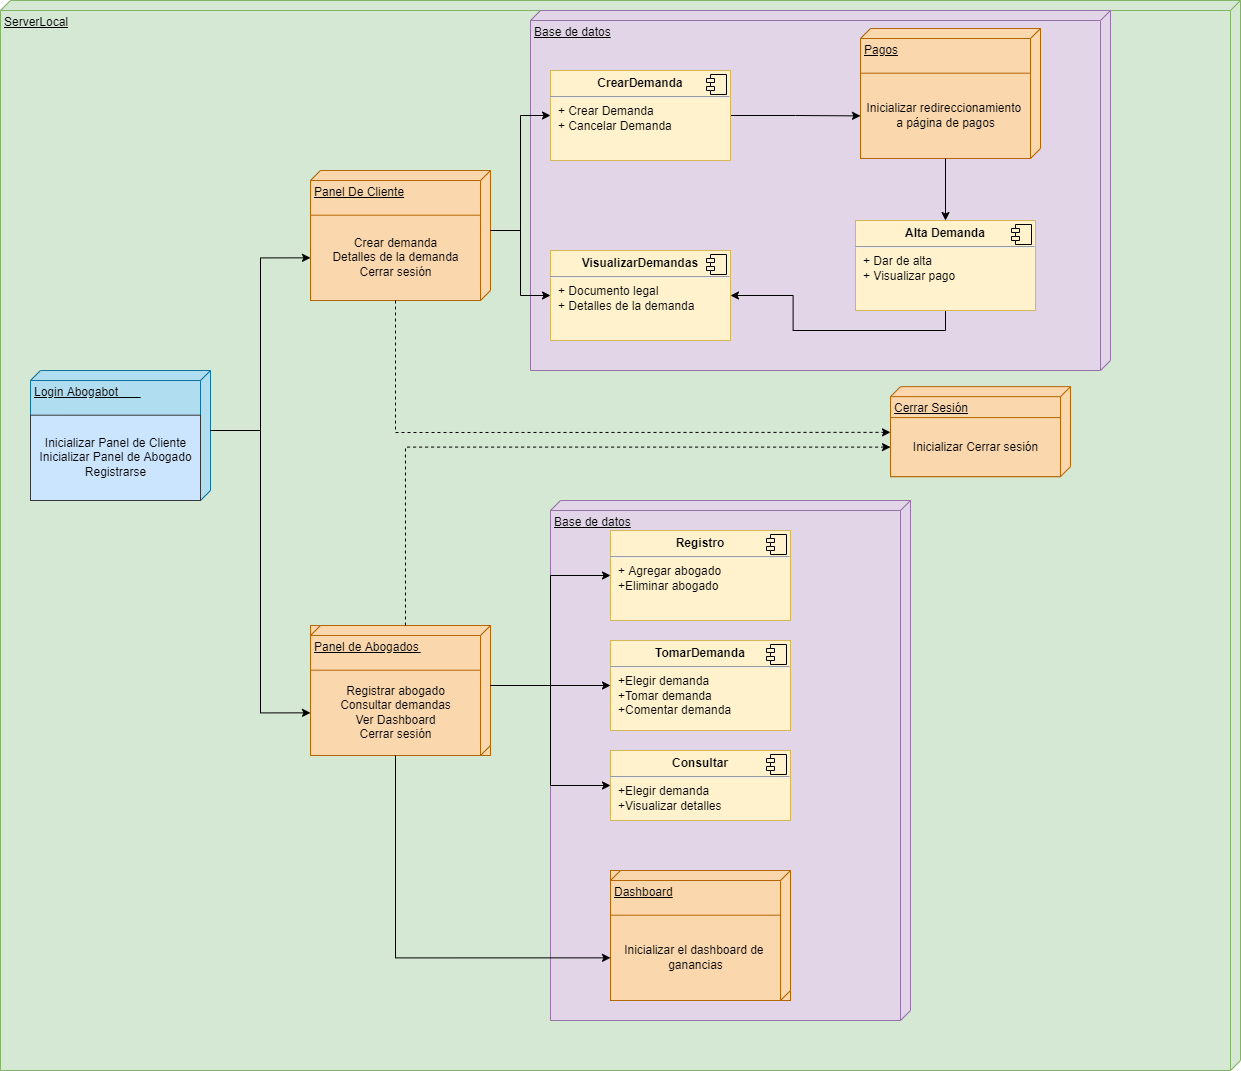 ServerLocal
Base de datos
CrearDemanda
+ Crear Demanda
+ Cancelar Demanda
Pagos
Inicializar redireccionamiento
a página de pagos
Panel De Cliente
Crear demanda
Detalles de la demanda
Cerrar sesión
VisualizarDemandas
+ Documento legal
+ Detalles de la demanda
Alta Demanda
+ Dar de alta
+ Visualizar pago
Login Abogabot
Inicializar Panel de Cliente
Inicializar Panel de Abogado
Registrarse
Cerrar Sesión
Inicializar Cerrar sesión
Base de datos
Registro
+ Agregar abogado
+Eliminar abogado
Panel de Abogados
Registrar abogado
Consultar demandas
Ver Dashboard
Cerrar sesión
TomarDemanda
+Elegir demanda
+Tomar demanda
+Comentar demanda
Consultar
+Elegir demanda
+Visualizar detalles
Dashboard
Inicializar el dashboard de
ganancias